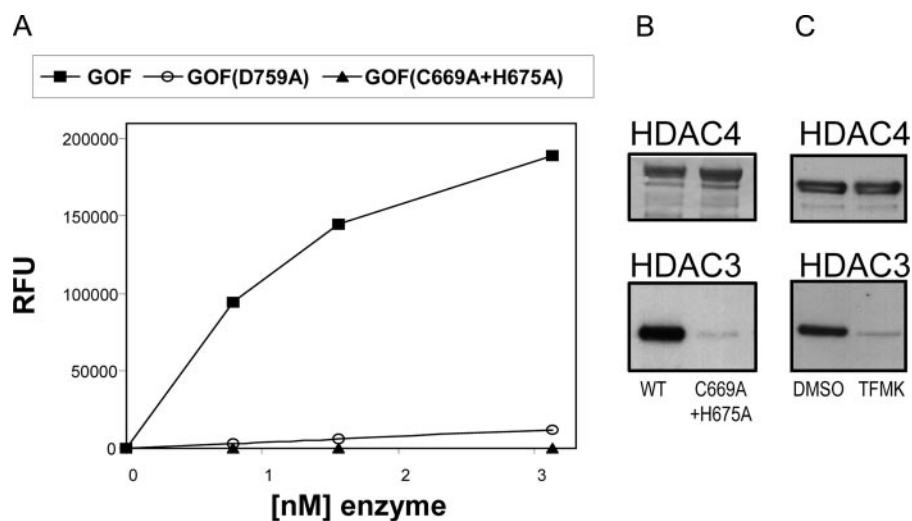 A
GOF GOF(D759A) GOF(C669A+H675A)
200000
150000
100000
50000
0
RFU
0 1 2 3
[nM] enzyme
B
HDAC4
HDAC3
WT C669A
+H675A
C
HDAC4
HDAC3
DMSO TFMK